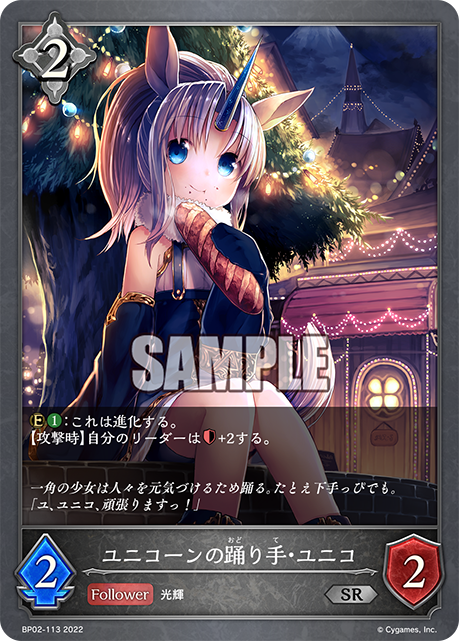 2
SAMPLE
E 1:これは進化する。
【攻撃時】自分のリーダーは+2する。
一角の少女は人々を元気づけるため踊る。たとえ下手っぴでも。
「ユ、ユニコ、頑張りますっ！」
おど て
ユニコーンの踊り手・ユニコ
2
Follower 光輝
SR
2
BP02-113 2022
© Cygames, Inc.